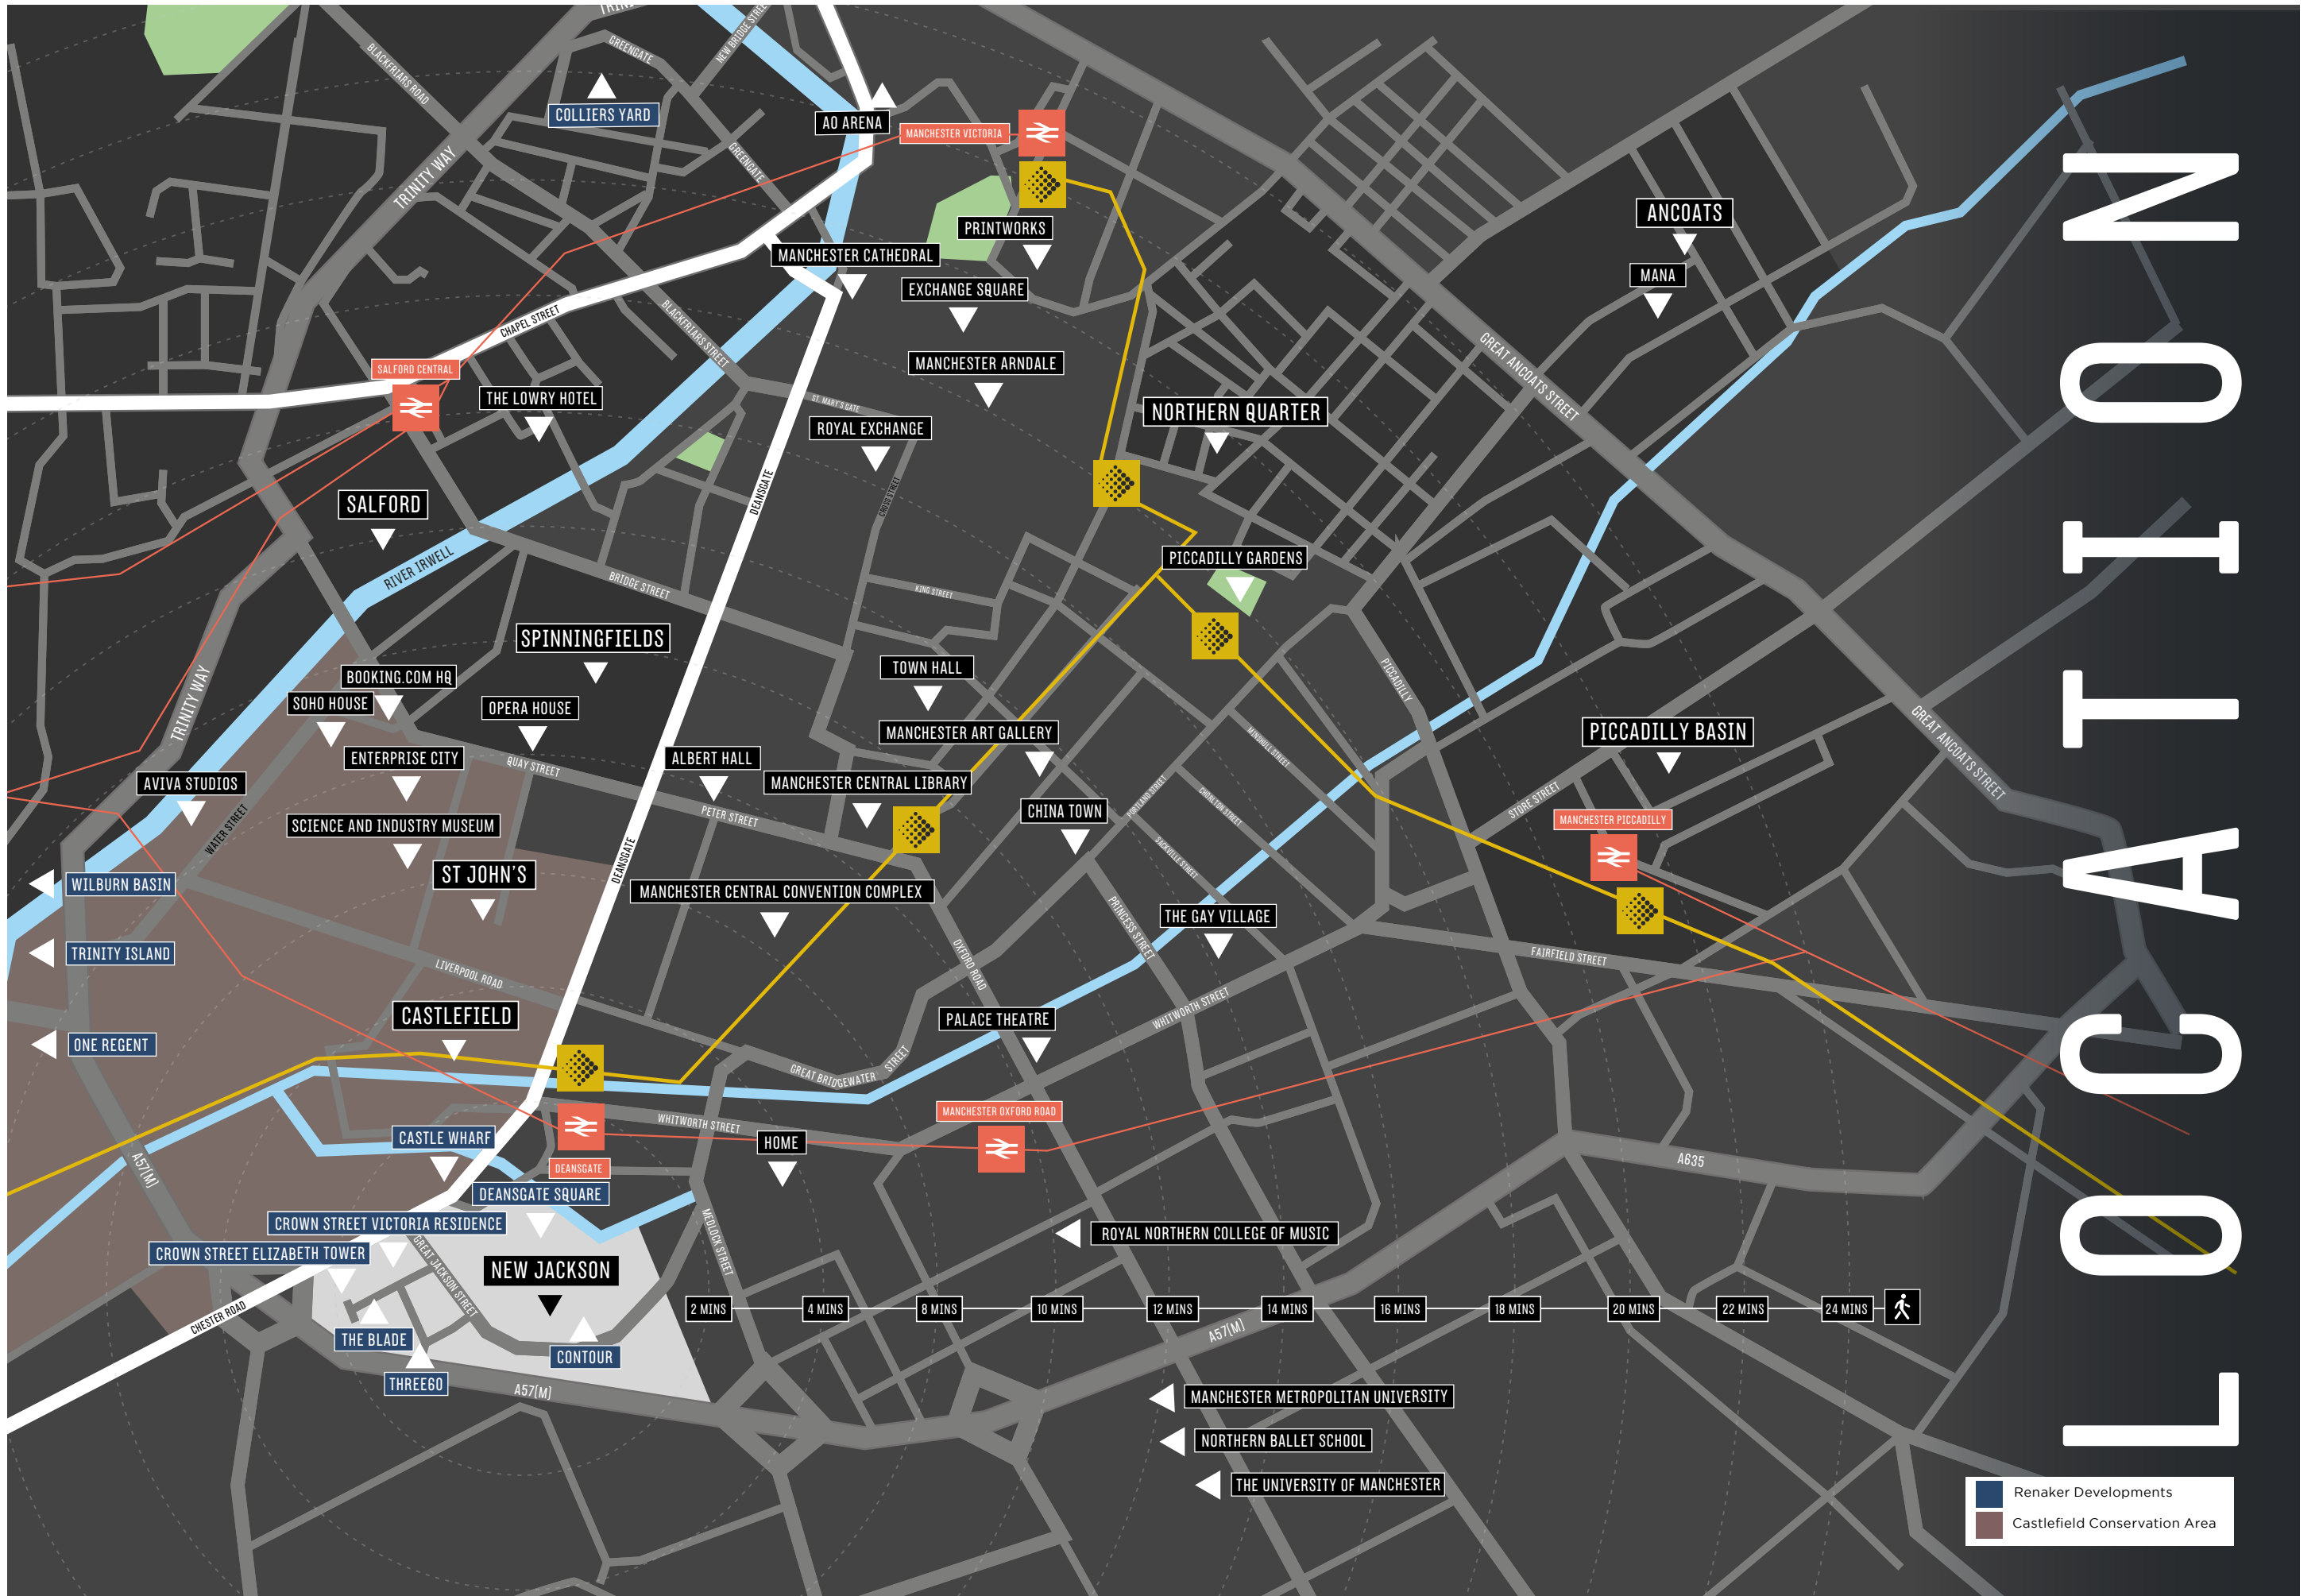 TRINI
GREENGATE
NEW BRIDGE STREET
BLACKFRIARS ROAD
COLLIERS YARD
AO ARENA
MANCHESTER VICTORIA
GREENGATE
TRINITY WAY
ANCOATS
PRINTWORKS
MANCHESTER CATHEDRAL
MANA
EXCHANGE SQUARE
CHAPEL STREET
BLACKFRIARS STREET
GREAT ANCOATS STREET
MANCHESTER ARNDALE
SALFORD CENTRAL
THE LOWRY HOTEL
ST. MARY'S GATE
NORTHERN QUARTER
ROYAL EXCHANGE
DEANSGATE
CROSS STREET
SALFORD
RIVER IRWELL
PICCADILLY GARDENS
BRIDGE STREET
KING STREET
SPINNINGFIELDS
TOWN HALL
PICCADILLY
BOOKING.COM HQ
TRINITY WAY
SOHO HOUSE
OPERA HOUSE
MANCHESTER ART GALLERY
MINSHULL STREET
PICCADILLY BASIN
GREAT ANCOATS STREET
ENTERPRISE CITY
QUAY STREET
ALBERT HALL
AVIVA STUDIOS
MANCHESTER CENTRAL LIBRARY
PORTLAND STREET
CHORLTON STREET
STORE STREET
CHINA TOWN
PETER STREET
MANCHESTER PICCADILLY
WATER STREET
SCIENCE AND INDUSTRY MUSEUM
SACKVILLE STREET
DEANSGATE
ST JOHN'S
WILBURN BASIN
MANCHESTER CENTRAL CONVENTION COMPLEX
THE GAY VILLAGE
PRINCESS STREET
TRINITY ISLAND
FAIRFIELD STREET
OXFORD ROAD
LIVERPOOL ROAD
CASTLEFIELD
PALACE THEATRE
WHITWORTH STREET
ONE REGENT
GREAT BRIDGEWATER STREET
MANCHESTER OXFORD ROAD
WHITWORTH STREET
CASTLE WHARF
HOME
A57(M)
A635
DEANSGATE
DEANSGATE SQUARE
CROWN STREET VICTORIA RESIDENCE
ROYAL NORTHERN COLLEGE OF MUSIC
MEDLOCK STREET
CROWN STREET ELIZABETH TOWER
GREAT JACKSON STREET
NEW JACKSON
2 MINS
4 MINS
8 MINS
10 MINS
12 MINS
14 MINS
16 MINS
18 MINS
20 MINS
22 MINS
24 MINS
CHESTER ROAD
THE BLADE
A57(M)
CONTOUR
THREE60
A57(M)
MANCHESTER METROPOLITAN UNIVERSITY
NORTHERN BALLET SCHOOL
THE UNIVERSITY OF MANCHESTER
LOCATION
Renaker Developments
Castlefield Conservation Area